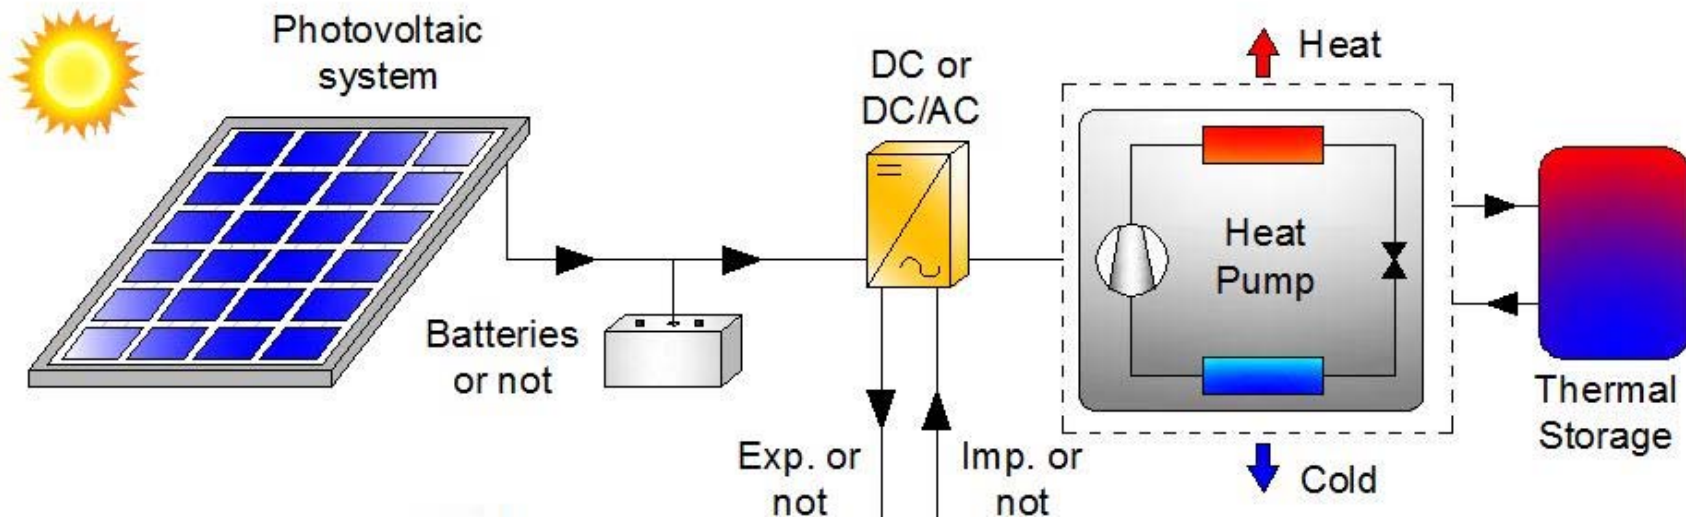 Photovoltaic
system
DC or
DC/AC
Heat
Heat
Pump
Batteries
or not
Thermal
Storage
Exp. or
not
Imp. or
not
Cold